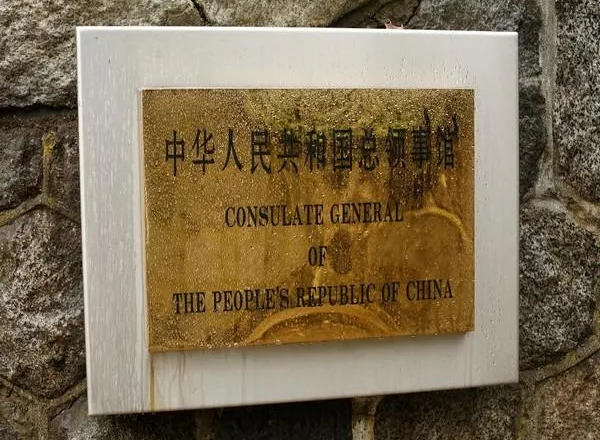 中华人民共和国总领事馆
CONSULATE GENERAL
OF
THE PEOPLE'S REPUBLIC OF CHINA